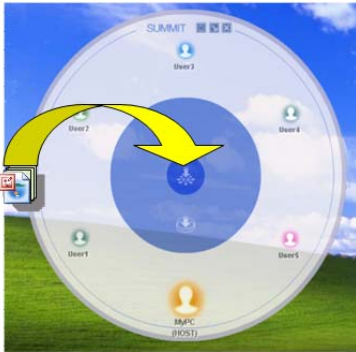 SUMMIT
User3
User2
User4
User1
User5
MyPC
(HOST)